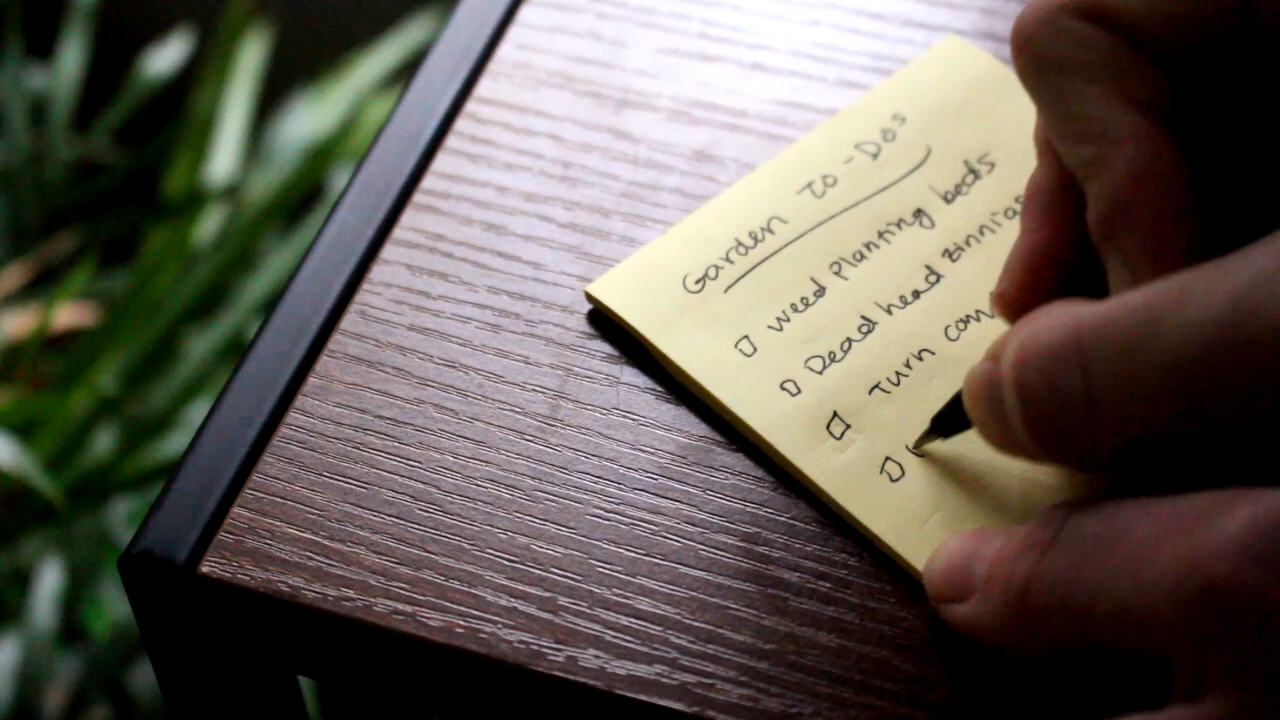 Garden To-Dos
weed planting beds
Dead head zinnias
Turn com